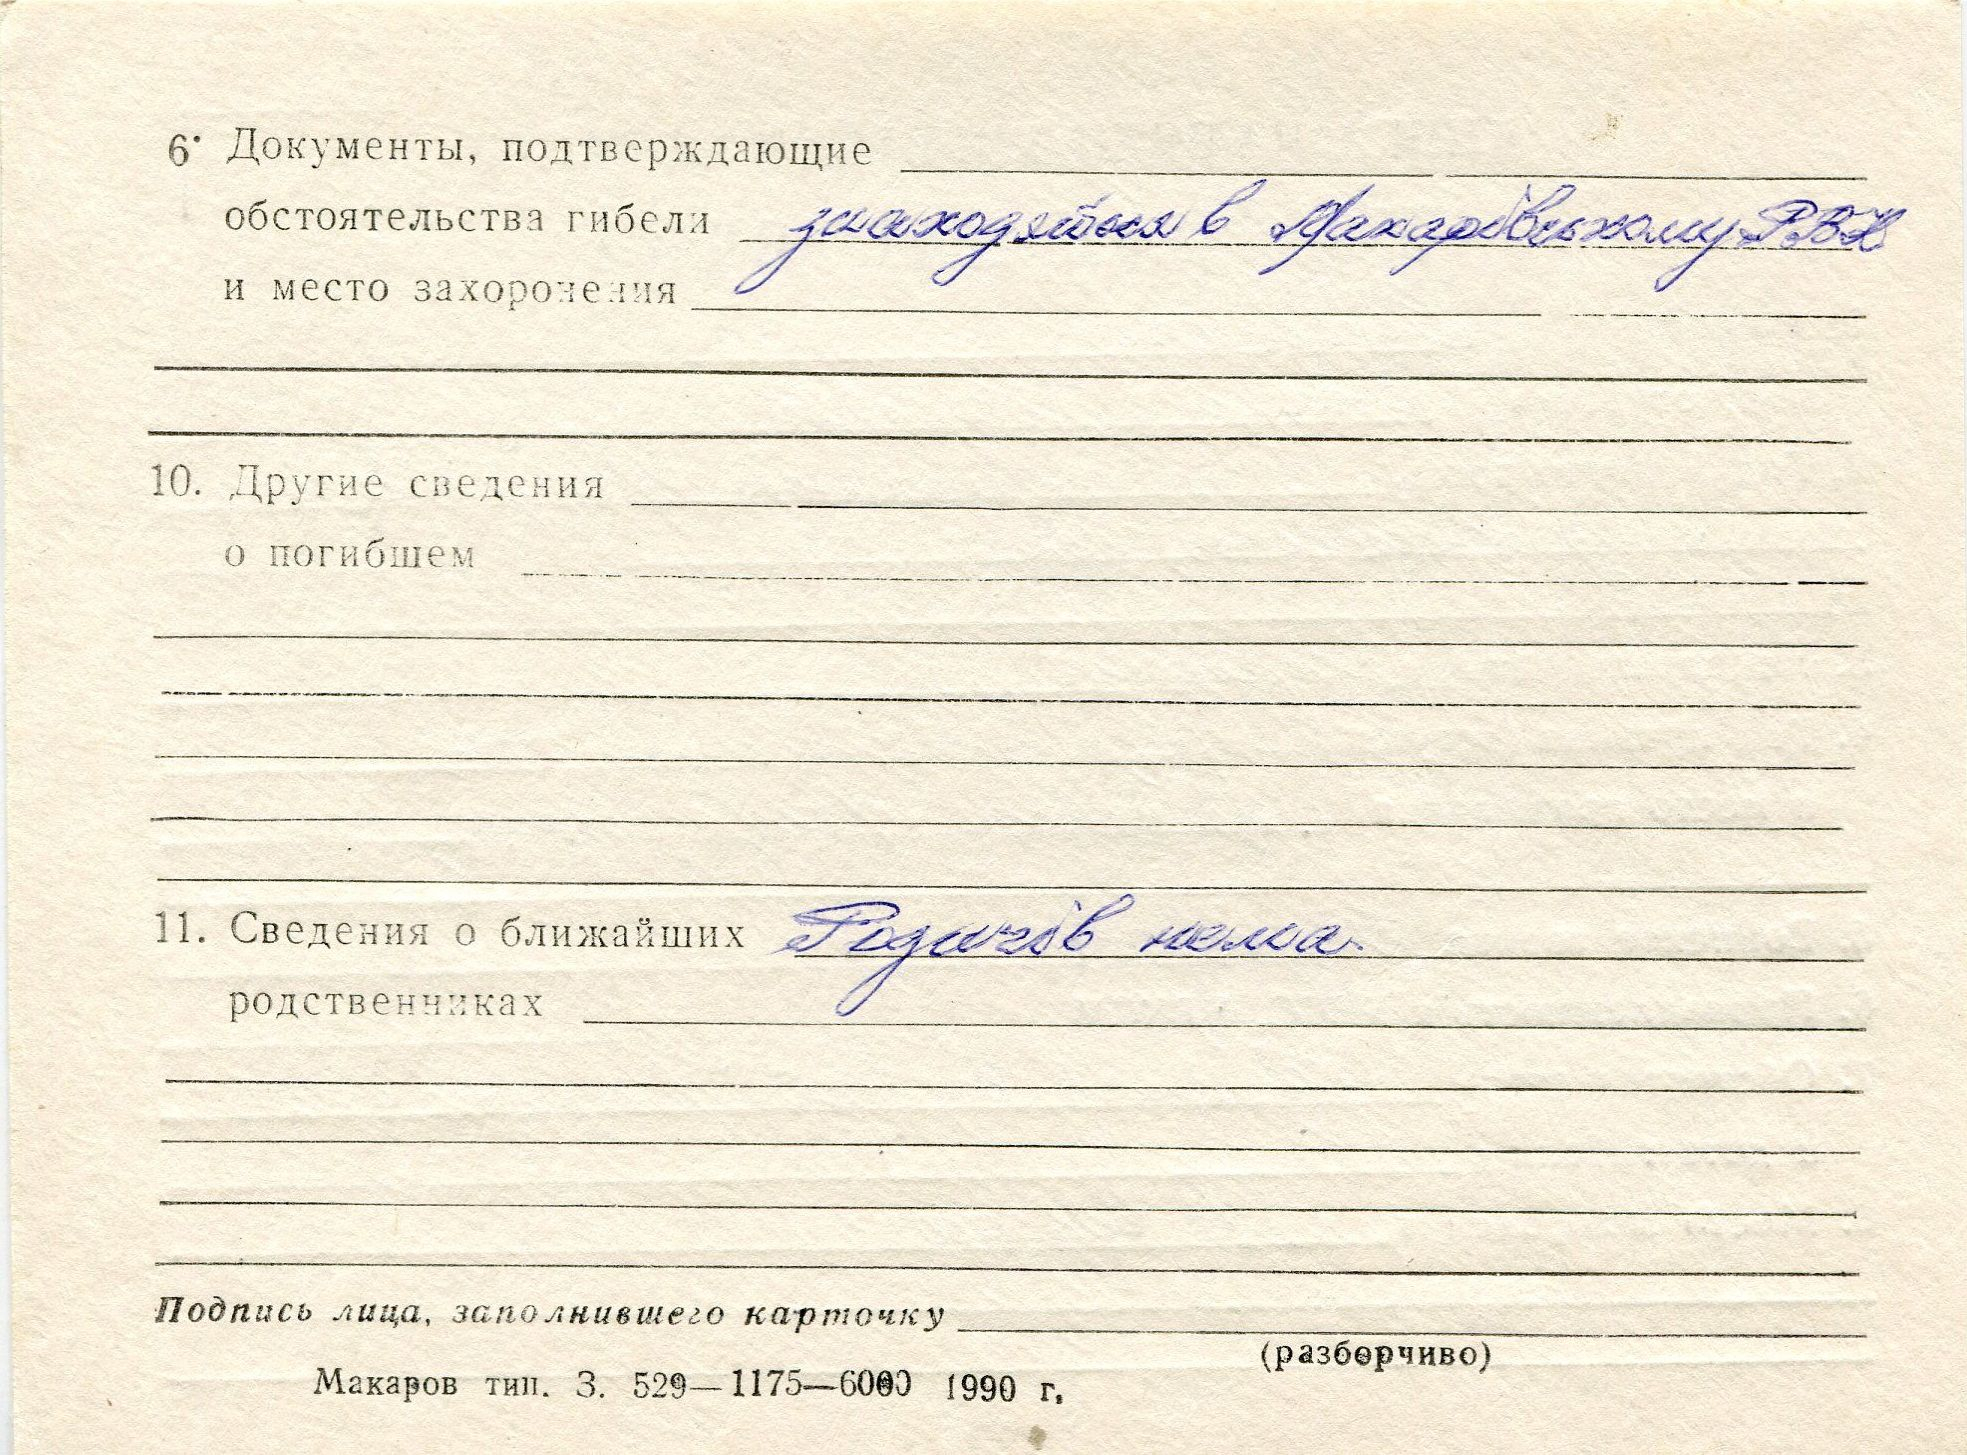 6. Документы, подтверждающие
обстоятельства гибели знаходяться в Макарівському РВК
и место захоронения
10. Другие сведения
о погибшем
11. Сведения о ближайших Родичів нема.
родственниках
Подпись лица, заполнившего карточку
(разборчиво)
Макаров тип. З. 529—1175—6000 1990 г.